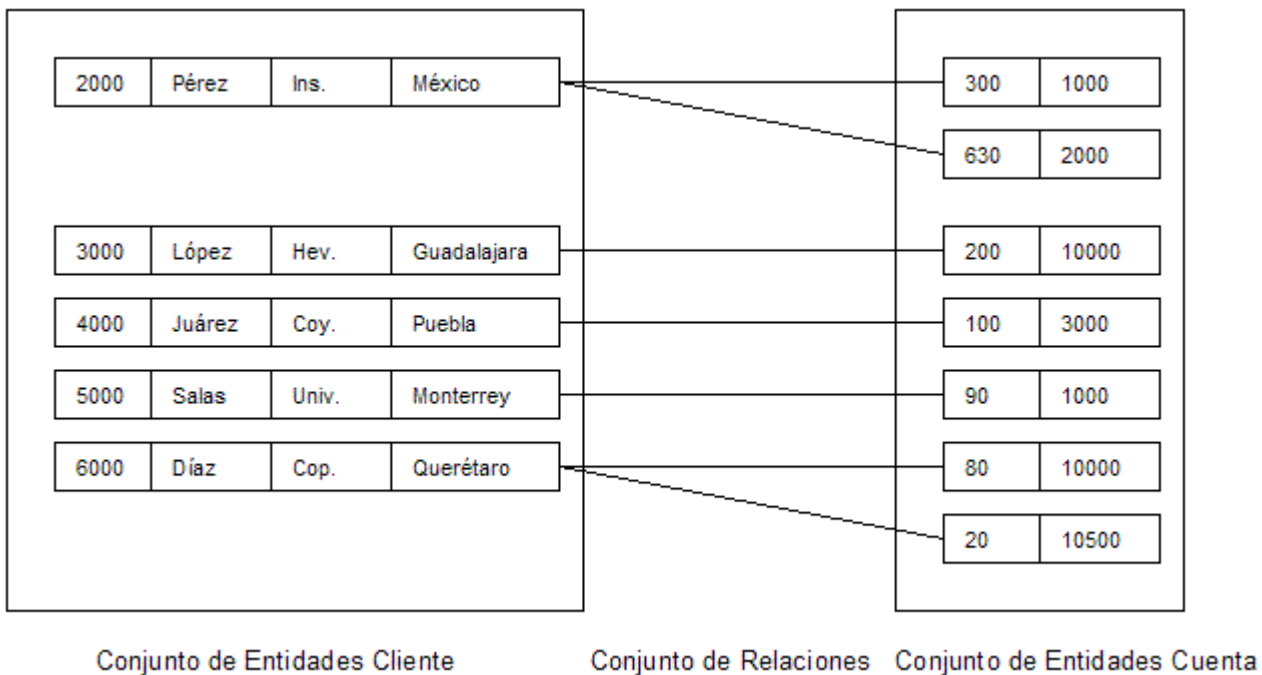 2000 Pérez Ins. México 300 1000
630 2000
3000 López Hev. Guadalajara 200 10000
4000 Juárez Coy. Puebla 100 3000
5000 Salas Univ. Monterrey 90 1000
6000 Díaz Cop. Querétaro 80 10000
20 10500
Conjunto de Entidades Cliente Conjunto de Relaciones Conjunto de Entidades Cuenta